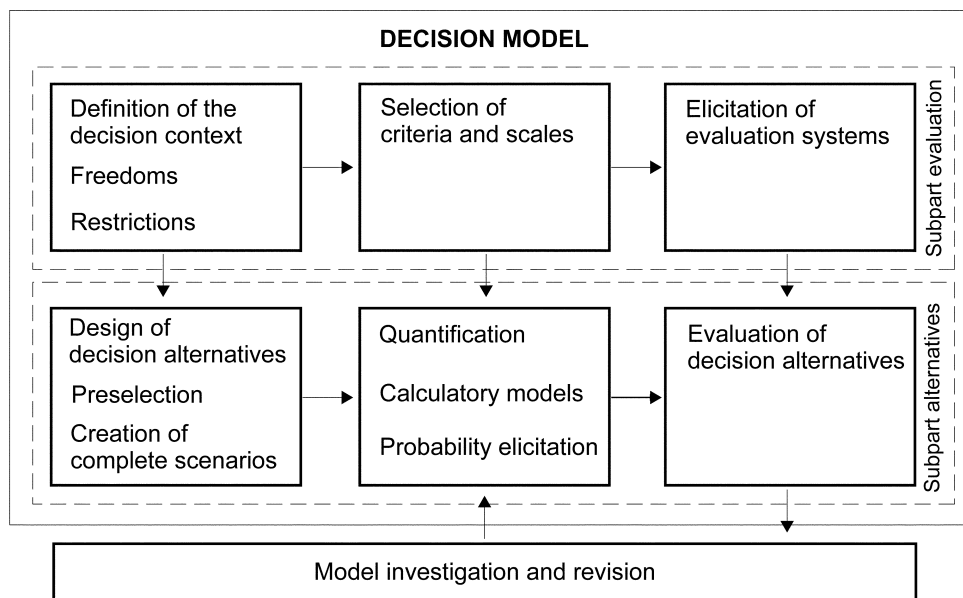 DECISION MODEL
Definition of the
decision context
Freedoms
Restrictions
Selection of
criteria and scales
Elicitation of
evaluation systems
Subpart evaluation
Design of
decision alternatives
Preselection
Creation of
complete scenarios
Quantification
Calculatory models
Probability elicitation
Evaluation of
decision alternatives
Subpart alternatives
Model investigation and revision